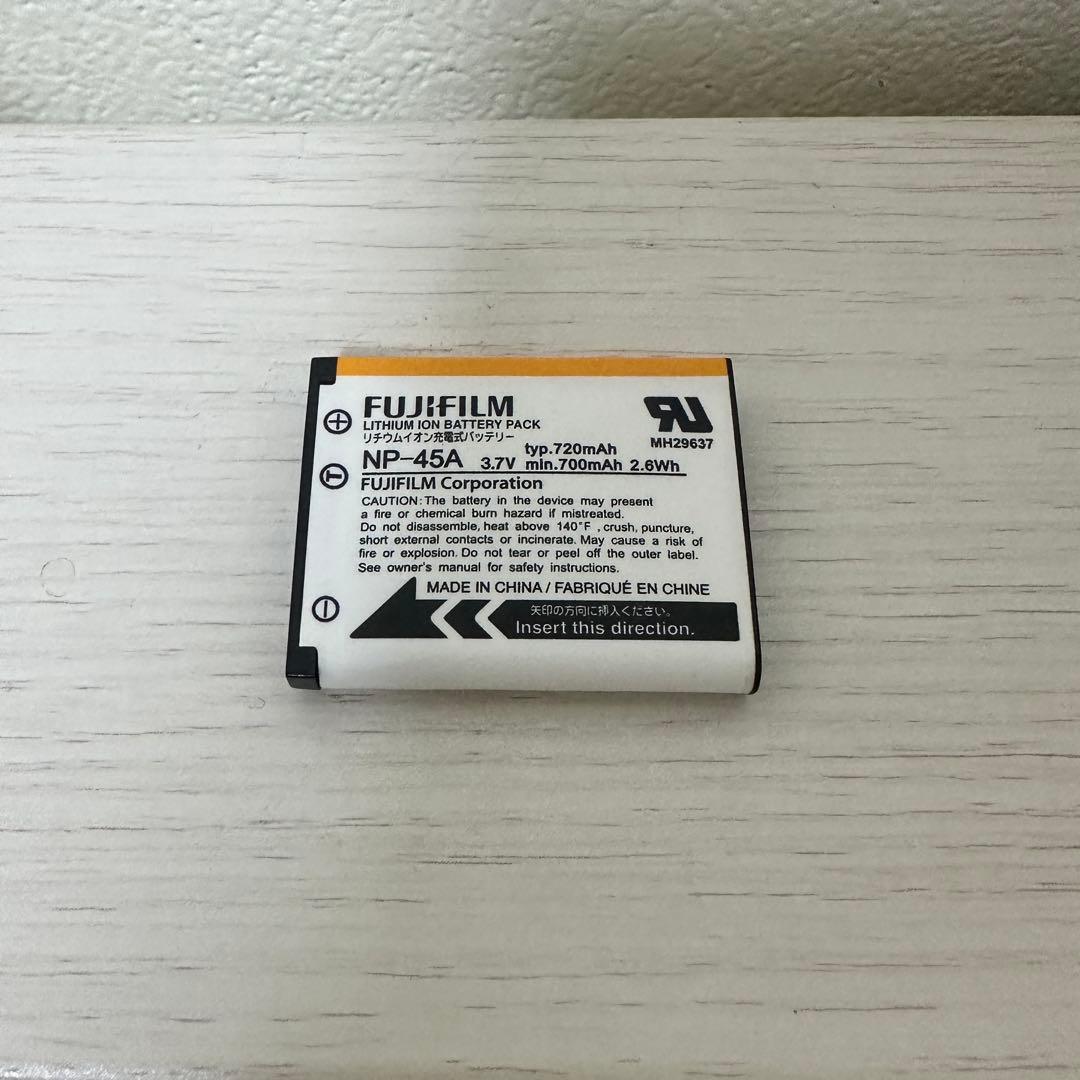 FUJIFILM
LITHIUM ION BATTERY PACK
リチウムイオン充電式バッテリー
NP-45A 3.7V typ.720mAh min.700mAh 2.6Wh
RU
MH29637
FUJIFILM Corporation
CAUTION: The battery in the device may present
a fire or chemical burn hazard if mistreated.
Do not disassemble, heat above 140°F , crush, puncture,
short external contacts or incinerate. May cause a risk of
fire or explosion. Do not tear or peel off the outer label.
See owner's manual for safety instructions.
MADE IN CHINA / FABRIQUÉ EN CHINE
矢印の方向に挿入ください。
Insert this direction.
+
T
−